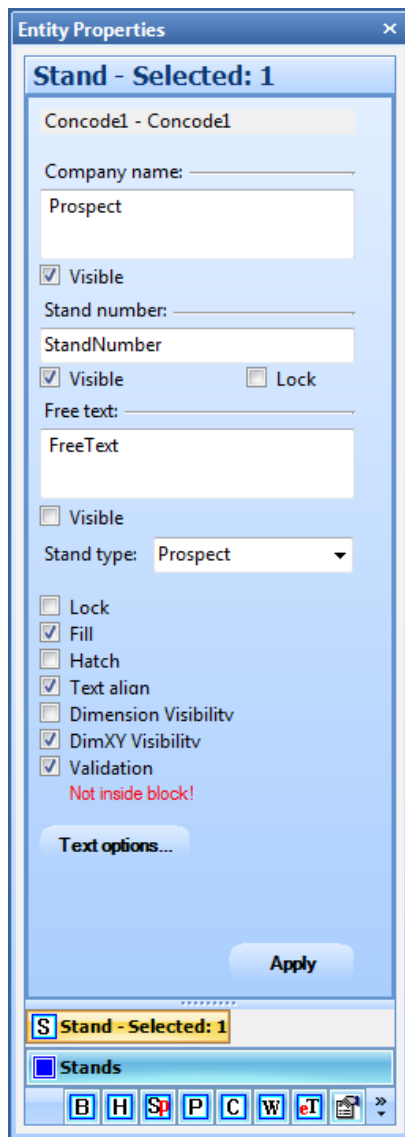 Entity Properties
Stand - Selected: 1
Concode1 - Concode1
Company name:
Prospect
Visible
Stand number:
StandNumber
Visible Lock
Free text:
FreeText
Visible
Stand type: Prospect
Lock
Fill
Hatch
Text align
Dimension Visibility
DimXY Visibility
Validation
Not inside block!
Text options...
Apply
S Stand - Selected: 1
Stands
B H Sp P C W eT